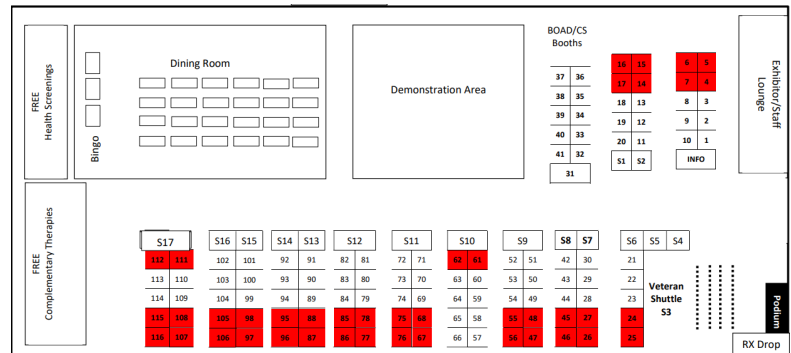 BOAD/CS
Booths
FREE
Health Screenings
Dining Room
Bingo
Demonstration Area
37 36
38 35
39 34
40 33
41 32
31
16 15
17 14
18 13
19 12
20 11
S1 S2
6 5
7 4
8 3
9 2
10 1
INFO
Exhibitor/Staff
Lounge
FREE
Complementary Therapies
S17 S16 S15 S14 S13 S12 S11 S10 S9 S8 S7 S6 S5 S4
112 111 102 101 92 91 82 81 72 71 62 61 52 51 42 30 21
113 110 103 100 93 90 83 80 73 70 63 60 53 50 43 29 22
114 109 104 99 94 89 84 79 74 69 64 59 54 49 44 28 23
115 108 105 98 95 88 85 78 75 68 65 58 55 48 45 27 24
116 107 106 97 96 87 86 77 76 67 66 57 56 47 46 26 25
Veteran
Shuttle
S3
Podium
RX Drop